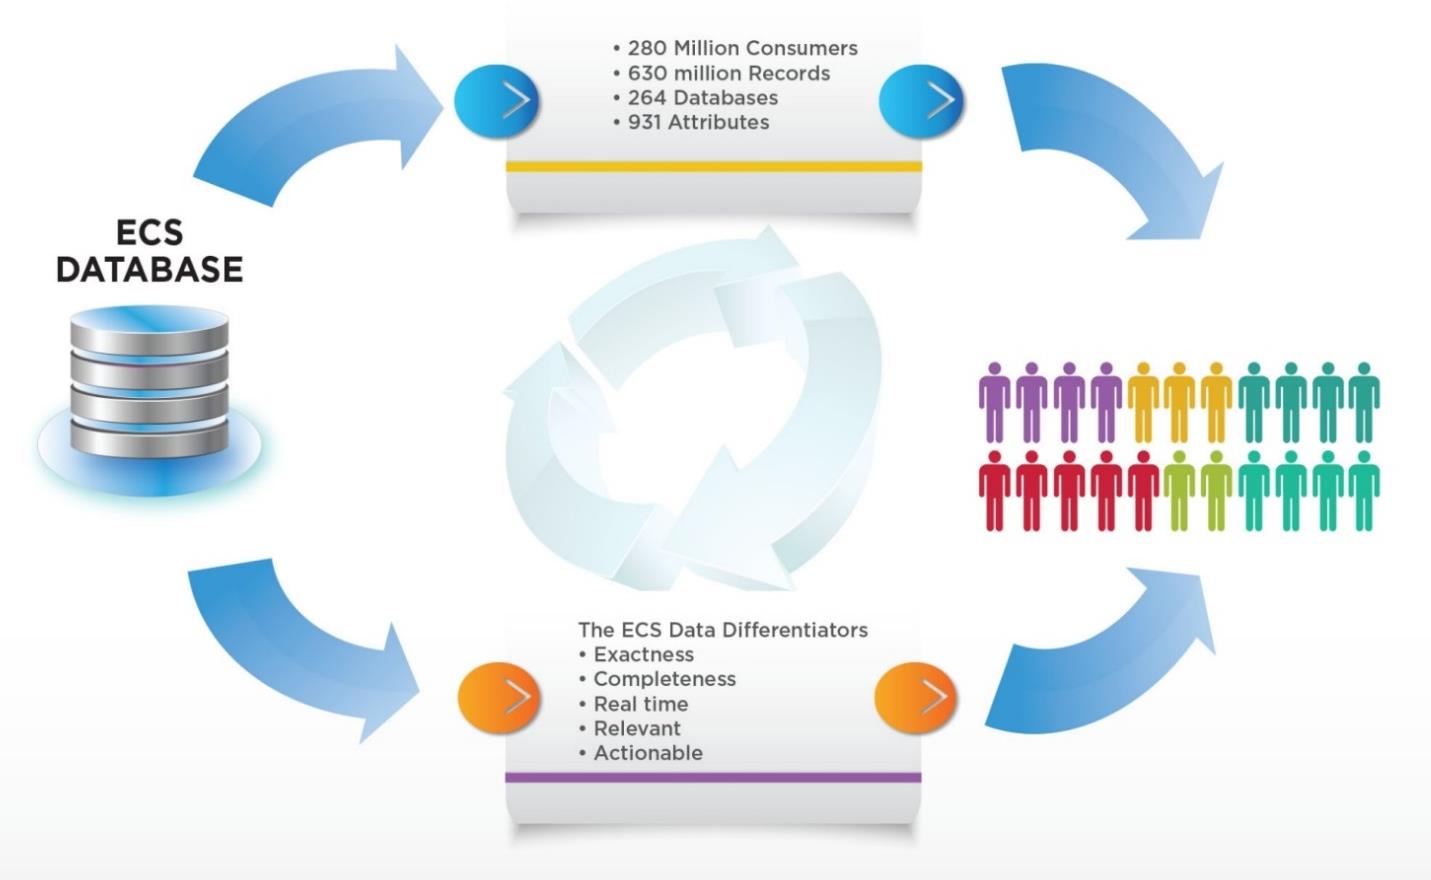 • 280 Million Consumers
• 630 million Records
• 264 Databases
• 931 Attributes
ECS
DATABASE
The ECS Data Differentiators
• Exactness
• Completeness
• Real time
• Relevant
• Actionable